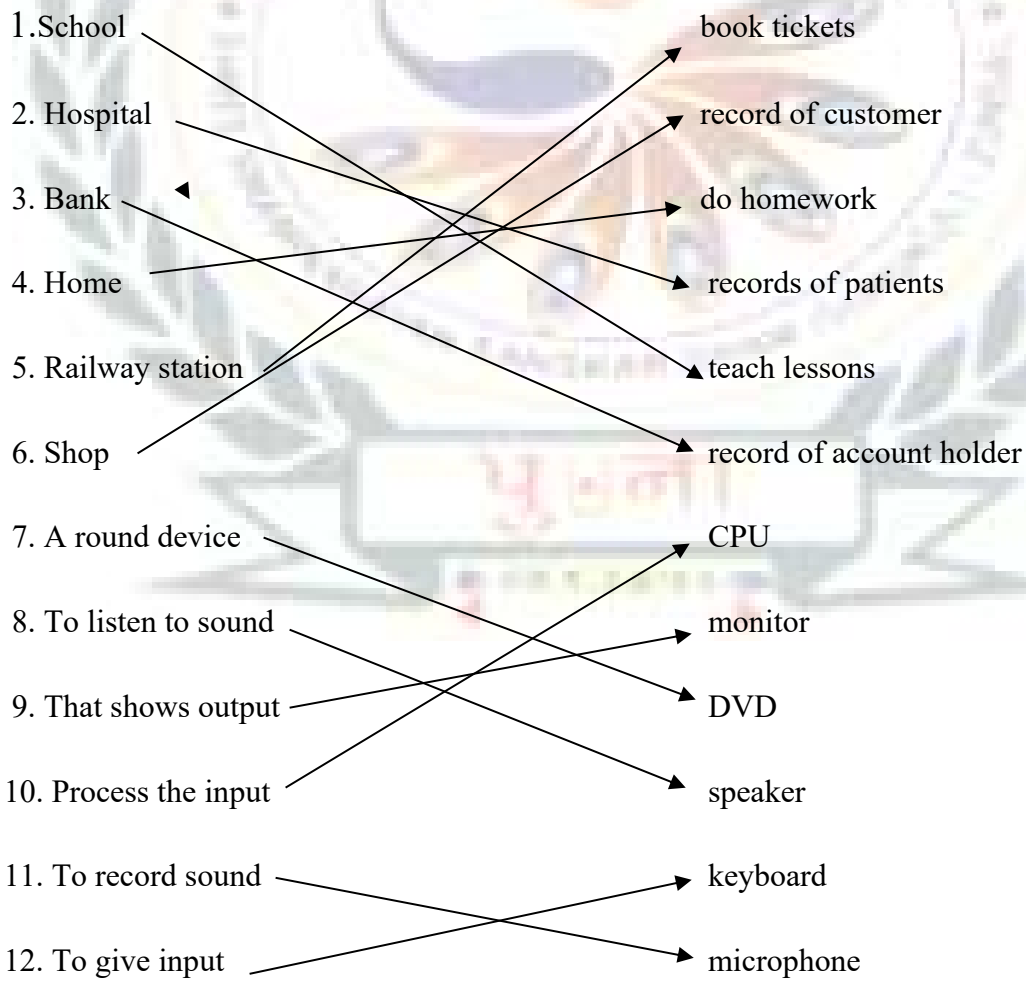 1.School book tickets
2. Hospital record of customer
3. Bank do homework
4. Home records of patients
5. Railway station teach lessons
6. Shop record of account holder
7. A round device CPU
8. To listen to sound monitor
9. That shows output DVD
10. Process the input speaker
11. To record sound keyboard
12. To give input microphone